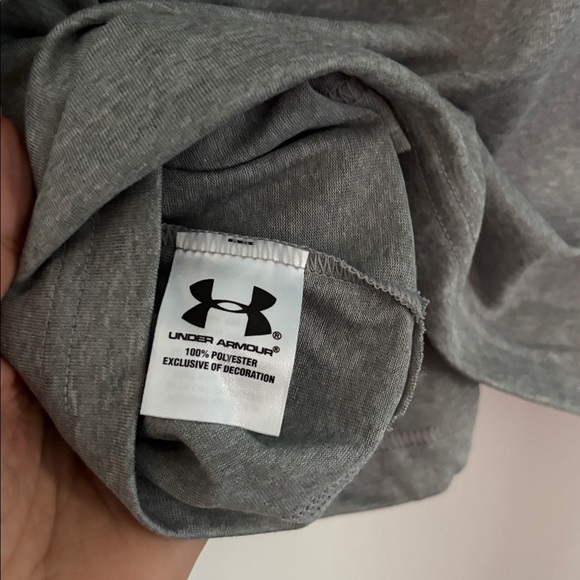 UNDER ARMOUR®
100% POLYESTER
EXCLUSIVE OF DECORATION